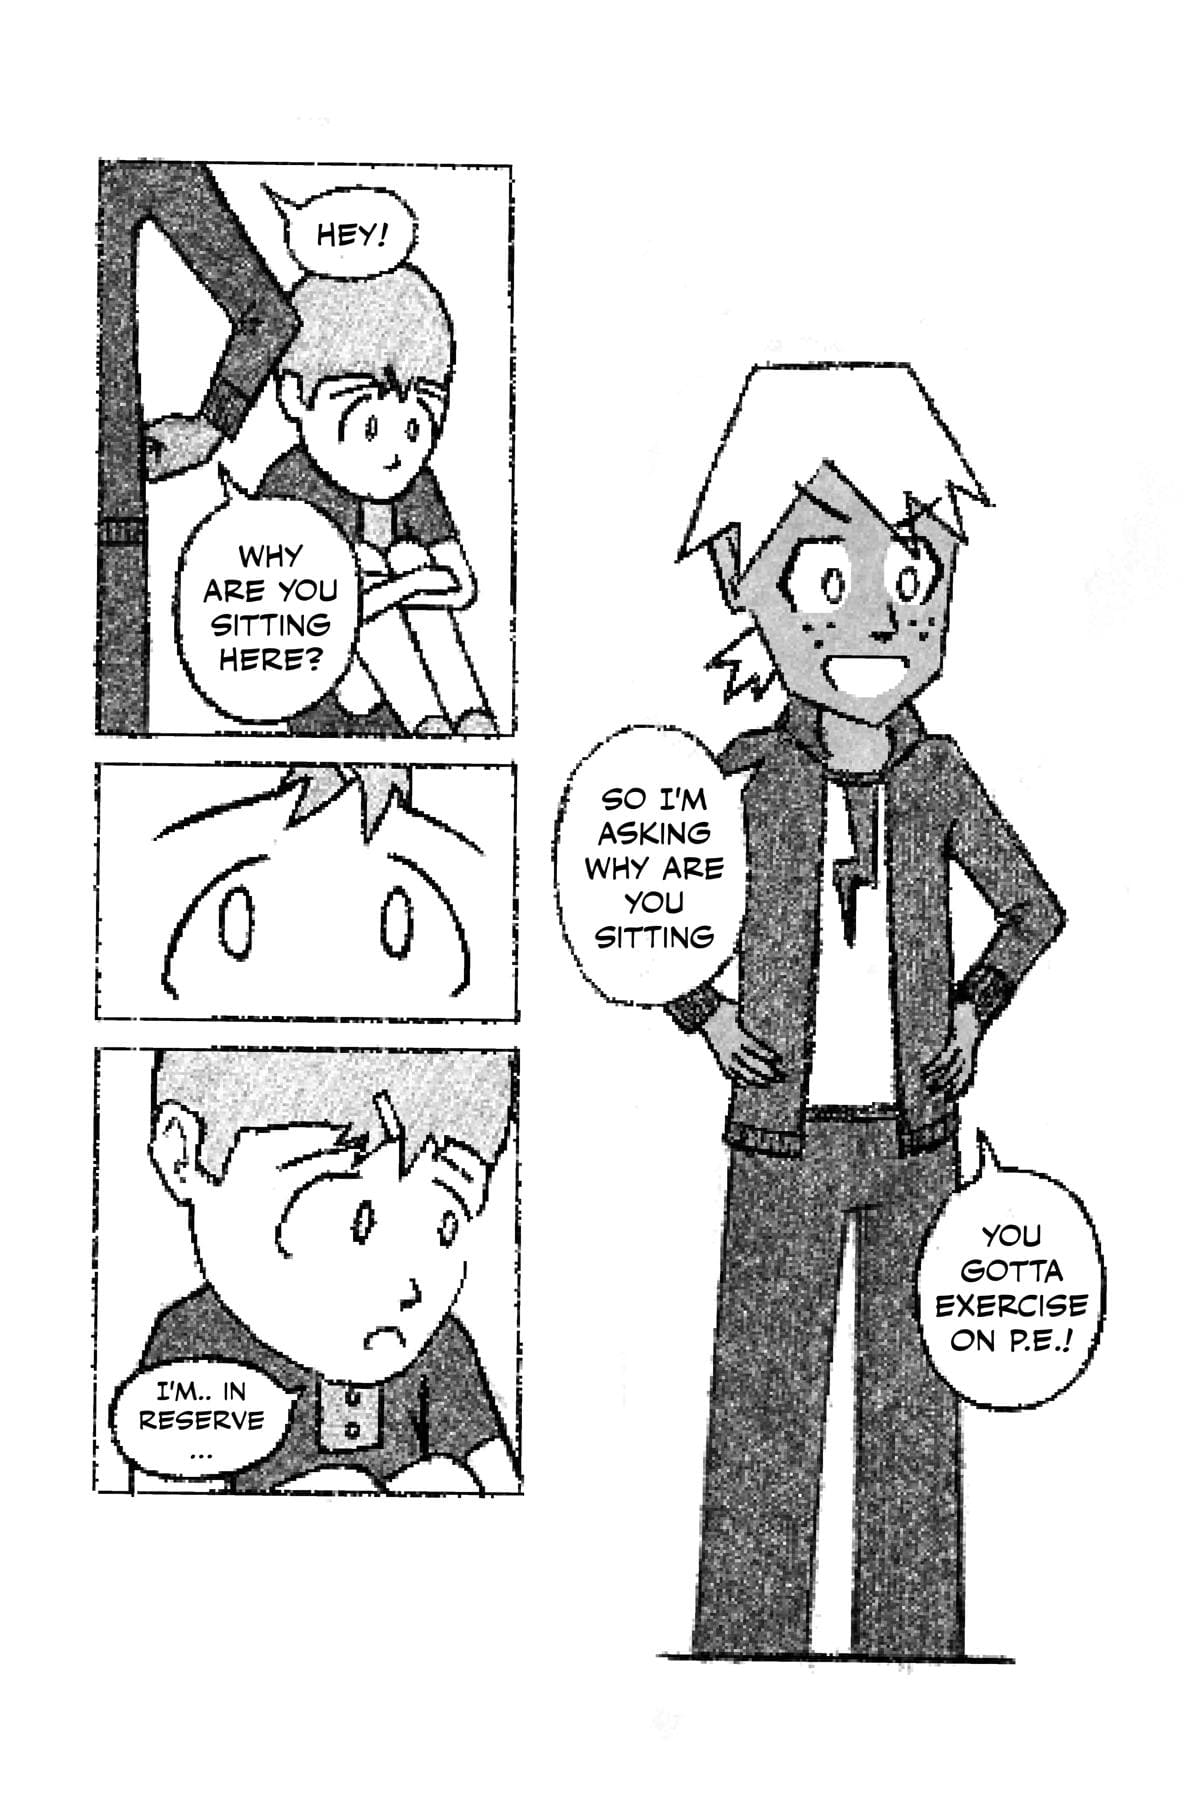 HEY!
WHY
ARE YOU
SITTING
HERE?
I'M.. IN
RESERVE
...
SO I'M
ASKING
WHY ARE
YOU
SITTING
YOU
GOTTA
EXERCISE
ON P.E.!